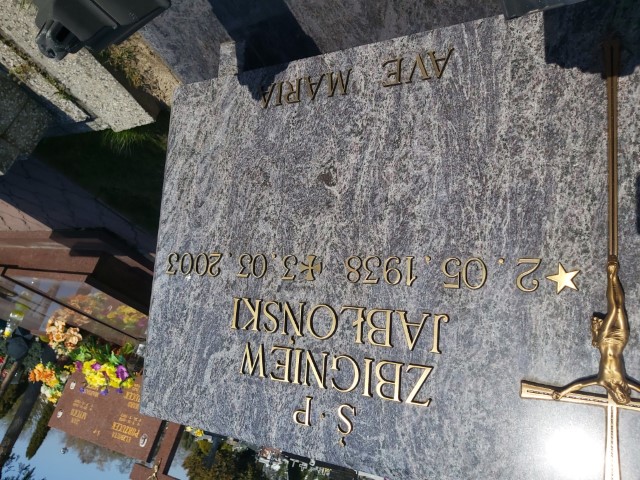 Ś. P.
ZBIGNIEW
JABŁOŃSKI
2.05.1938 3.03.2003
AVE MARIA